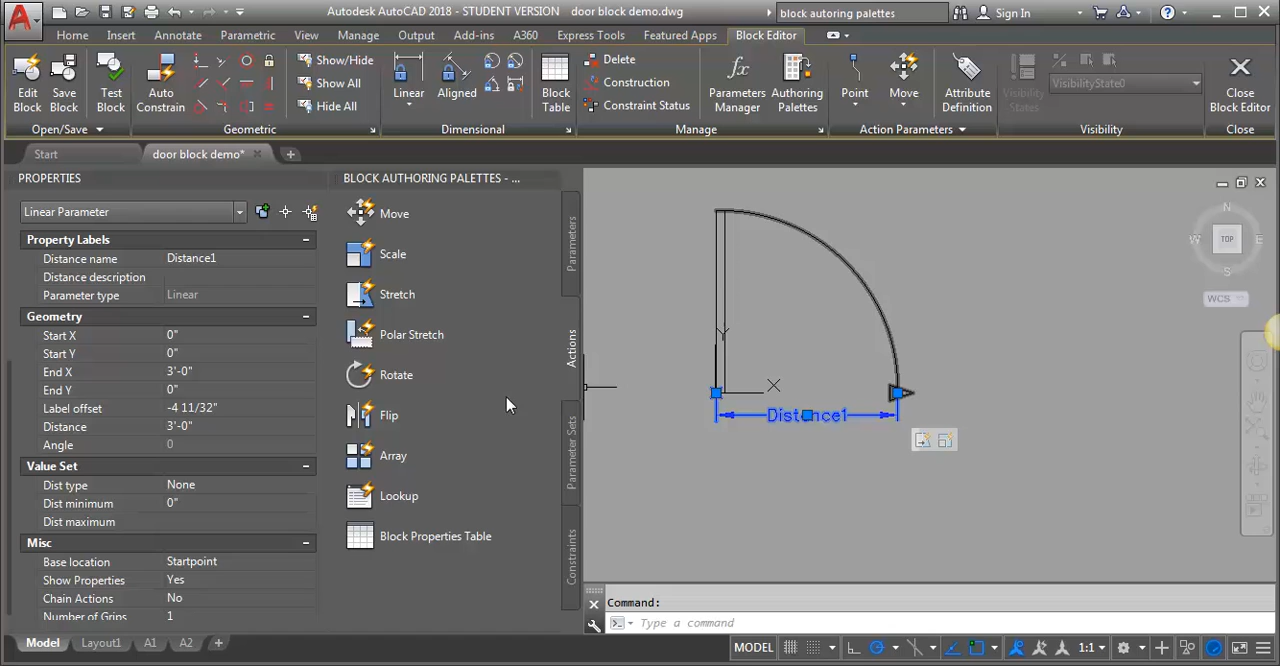 Autodesk AutoCAD 2018 - STUDENT VERSION door block demo.dwg block autoring palettes Sign In
Home Insert Annotate Parametric View Manage Output Add-ins A360 Express Tools Featured Apps Block Editor
Edit Block
Save Block
Test Block
Auto Constrain
Show/Hide
Show All
Hide All
Linear
Aligned
Block Table
Delete
Construction
Constraint Status
Parameters Manager
Authoring Palettes
Point
Move
Attribute Definition
Visibility States
VisibilityState0
Close Block Editor
Open/Save Geometric Dimensional Manage Action Parameters Visibility Close
Start door block demo*
PROPERTIES
Linear Parameter
Property Labels
Distance name Distance1
Distance description
Parameter type Linear
Geometry
Start X 0"
Start Y 0"
End X 3'-0"
End Y 0"
Label offset -4 11/32"
Distance 3'-0"
Angle 0
Value Set
Dist type None
Dist minimum 0"
Dist maximum
Misc
Base location Startpoint
Show Properties Yes
Chain Actions No
Number of Grips 1
BLOCK AUTHORING PALETTES - ...
Move
Scale
Stretch
Polar Stretch
Rotate
Flip
Array
Lookup
Block Properties Table
Parameters
Actions
Parameter Sets
Constraints
Y
X
Distance1
N
W TOP E
S
WCS
Command:
Type a command
Model Layout1 A1 A2
MODEL 1:1